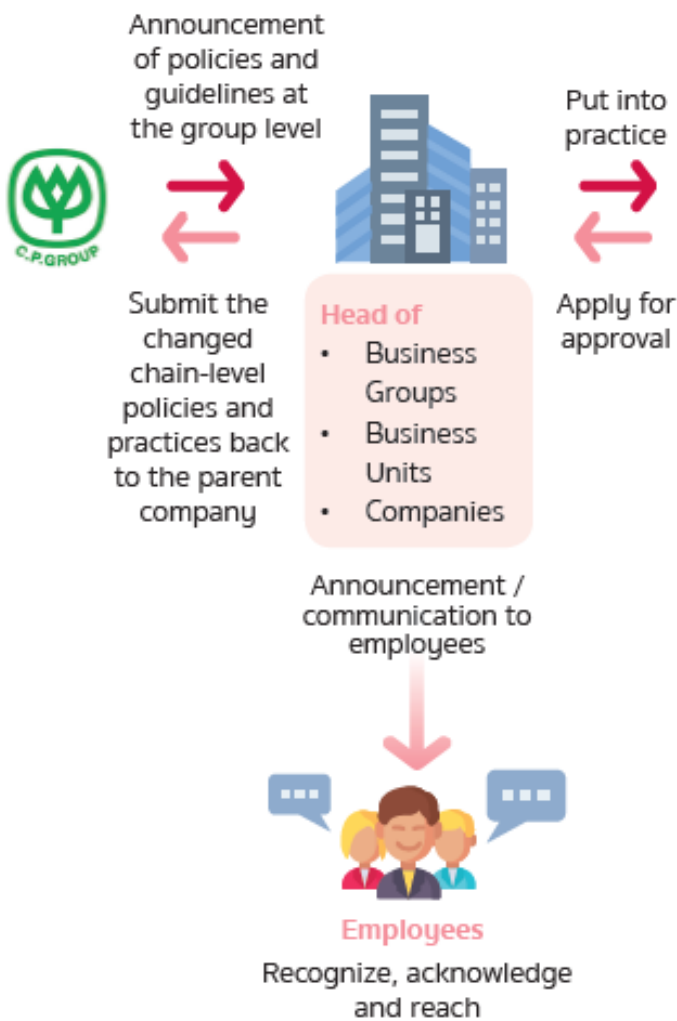 Announcement
of policies and
guidelines at
the group level
Put into
practice
C.P.GROUP
Submit the
changed
chain-level
policies and
practices back
to the parent
company
Head of
• Business
Groups
• Business
Units
• Companies
Apply for
approval
Announcement /
communication to
employees
Employees
Recognize, acknowledge
and reach